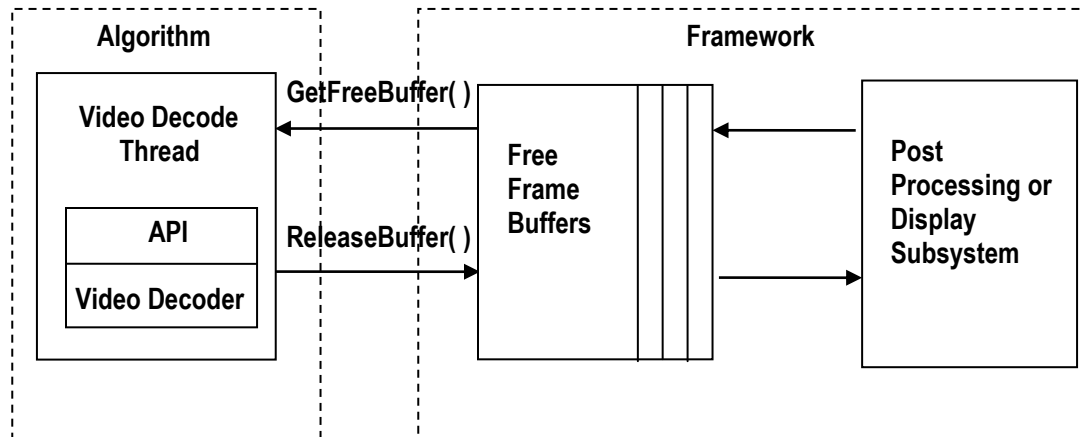 Algorithm
Framework
GetFreeBuffer( )
Video Decode
Thread
Free
Frame
Buffers
Post
Processing or
Display
Subsystem
API
ReleaseBuffer( )
Video Decoder